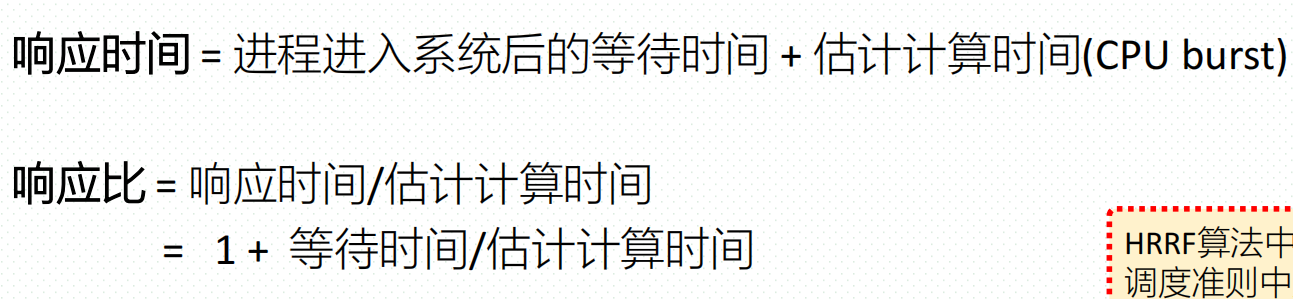 响应时间 = 进程进入系统后的等待时间 + 估计计算时间(CPU burst)
响应比 = 响应时间/估计计算时间
= 1 + 等待时间/估计计算时间
HRRF算法中
调度准则中